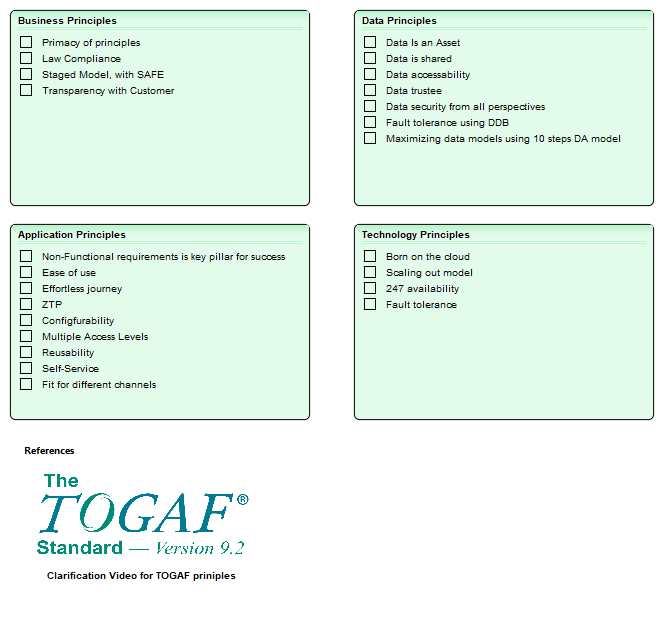 Business Principles
Primacy of principles
Law Compliance
Staged Model, with SAFE
Transparency with Customer
Data Principles
Data Is an Asset
Data is shared
Data accessability
Data trustee
Data security from all perspectives
Fault tolerance using DDB
Maximizing data models using 10 steps DA model
Application Principles
Non-Functional requirements is key pillar for success
Ease of use
Effortless journey
ZTP
Configfurability
Multiple Access Levels
Reusability
Self-Service
Fit for different channels
Technology Principles
Born on the cloud
Scaling out model
247 availability
Fault tolerance
References
The
TOGAF®
Standard — Version 9.2
Clarification Video for TOGAF priniples